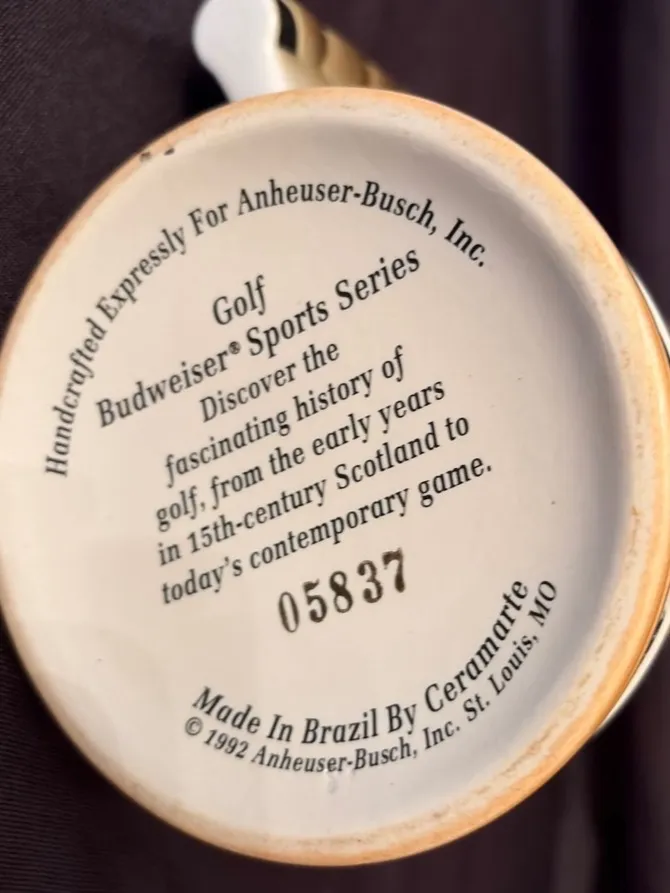 Handcrafted Expressly For Anheuser-Busch, Inc.
Golf
Budweiser® Sports Series
Discover the
fascinating history of
golf, from the early years
in 15th-century Scotland to
today's contemporary game.
05837
Made In Brazil By Ceramarte
© 1992 Anheuser-Busch, Inc. St. Louis, MO